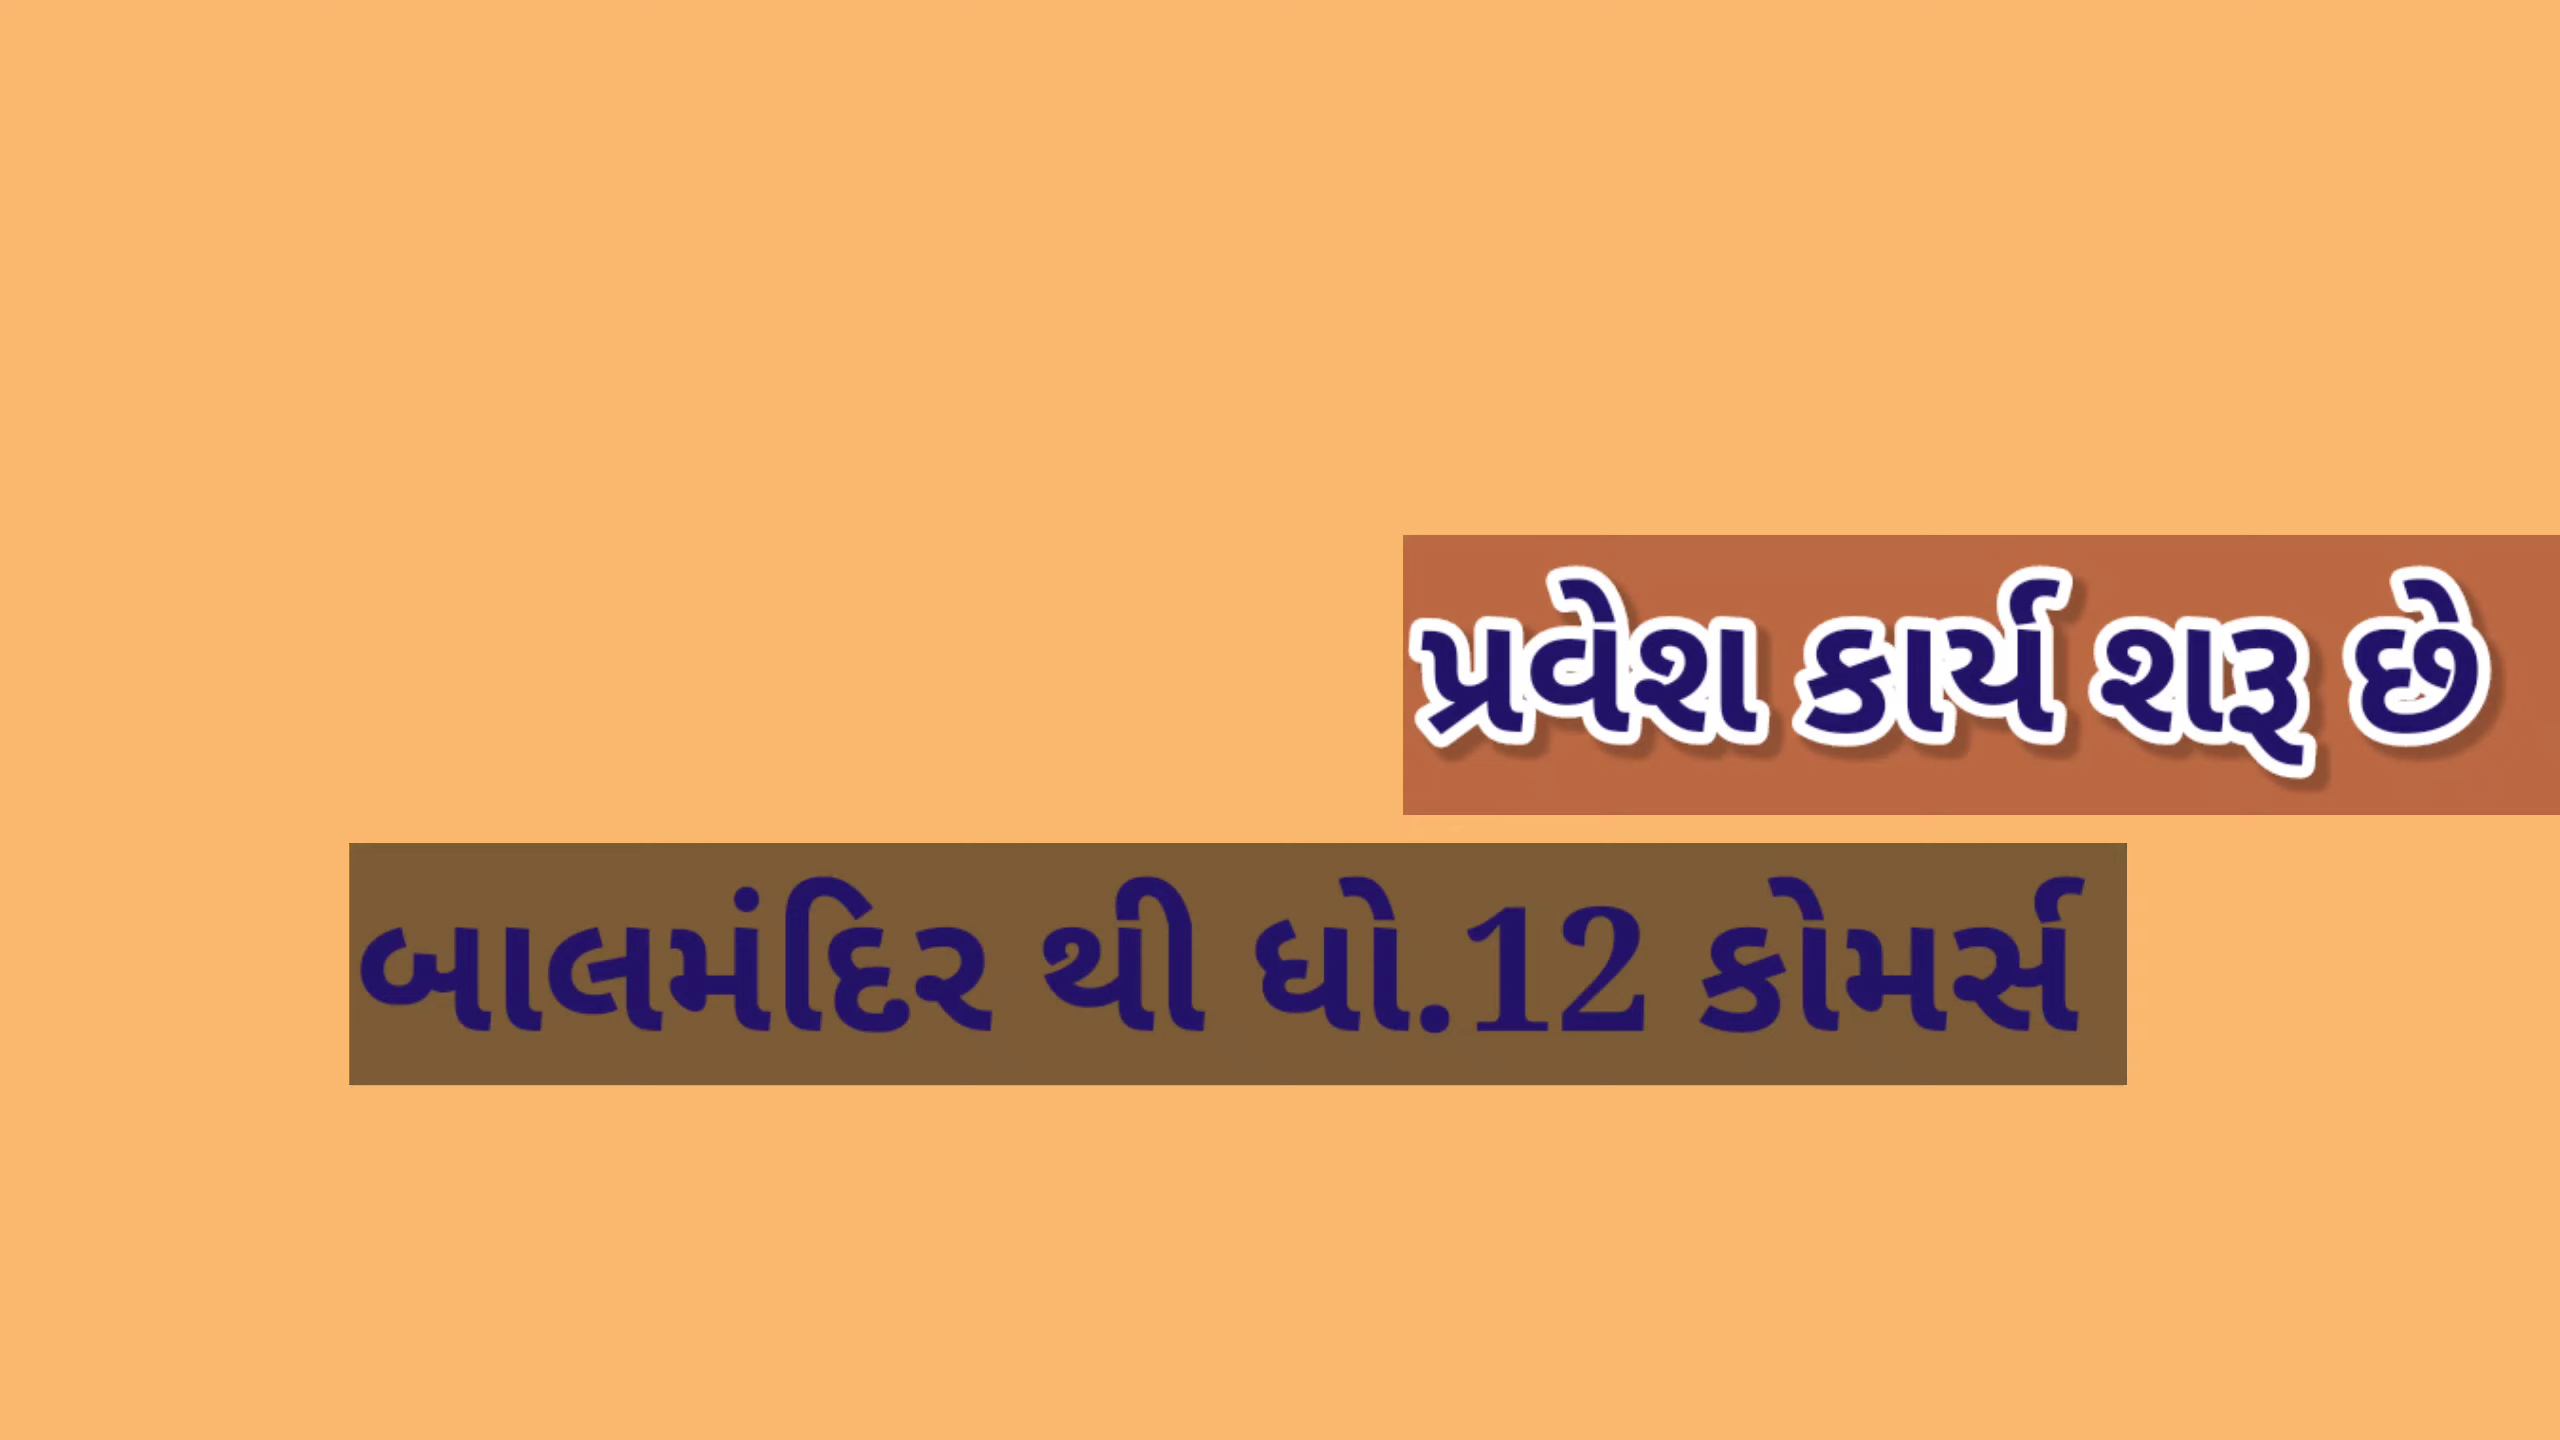 પ્રવેશ કાર્ય શરૂ છે
બાલમંદિર થી ધો.12 કોમર્સ